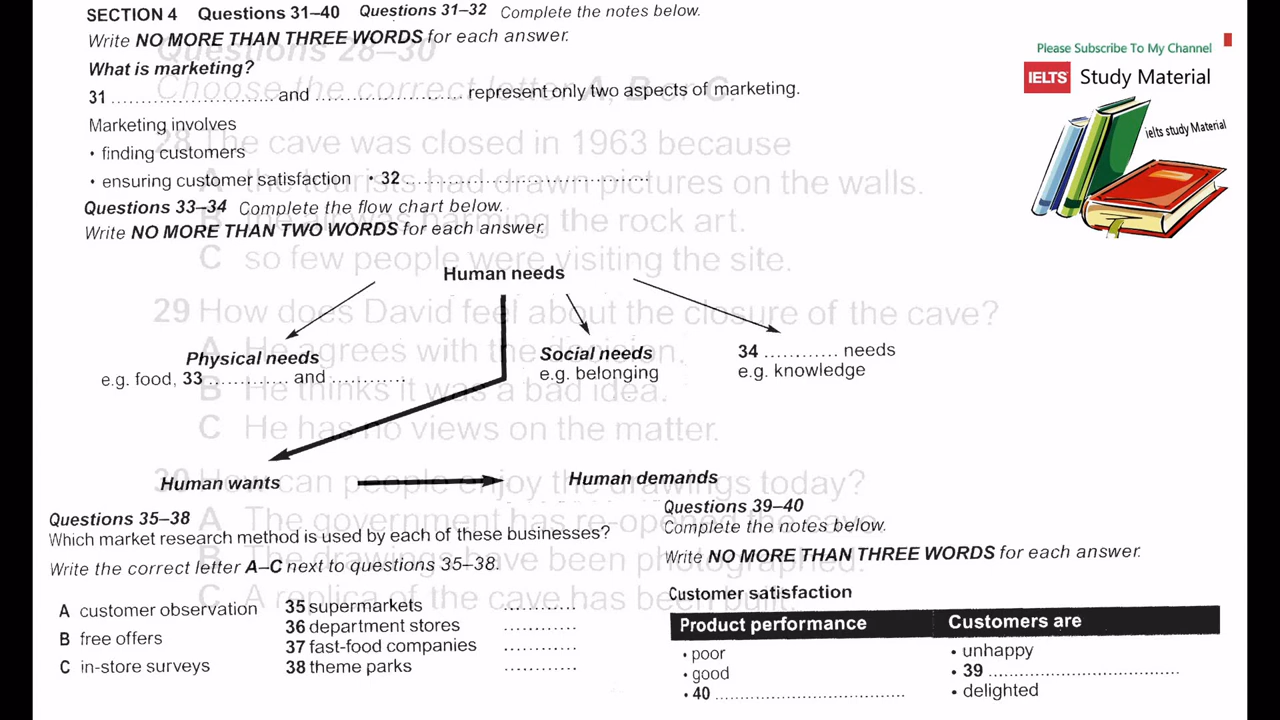 SECTION 4 Questions 31–40 Questions 31–32 Complete the notes below.
Write NO MORE THAN THREE WORDS for each answer.
What is marketing?
31 .......................... and ........................ represent only two aspects of marketing.
Marketing involves
• finding customers
• ensuring customer satisfaction • 32 ..........................................
Questions 33–34 Complete the flow chart below.
Write NO MORE THAN TWO WORDS for each answer.
Human needs
Physical needs
e.g. food, 33 ............. and ............
Social needs
e.g. belonging
34 ............ needs
e.g. knowledge
Human wants
Human demands
Questions 35–38
Which market research method is used by each of these businesses?
Write the correct letter A–C next to questions 35–38.
A customer observation
B free offers
C in-store surveys
35 supermarkets ............
36 department stores ............
37 fast-food companies ............
38 theme parks ............
Questions 39–40
Complete the notes below.
Write NO MORE THAN THREE WORDS for each answer.
Customer satisfaction
Product performance Customers are
• poor • unhappy
• good • 39 ................................
• 40 ................................ • delighted
Please Subscribe To My Channel
IELTS Study Material
ielts study Material
Questions 28–30
Choose the correct letter A, B or C.
28 The cave was closed in 1963 because
A the tourists had drawn pictures on the walls.
B the air was harming the rock art.
C so few people were visiting the site.
29 How does David feel about the closure of the cave?
A He agrees with the decision.
B He thinks it was a bad idea.
C He has no views on the matter.
30 How can people enjoy the drawings today?
A The government has re-opened the cave.
B The drawings have been photographed.
C A replica of the cave has been built.